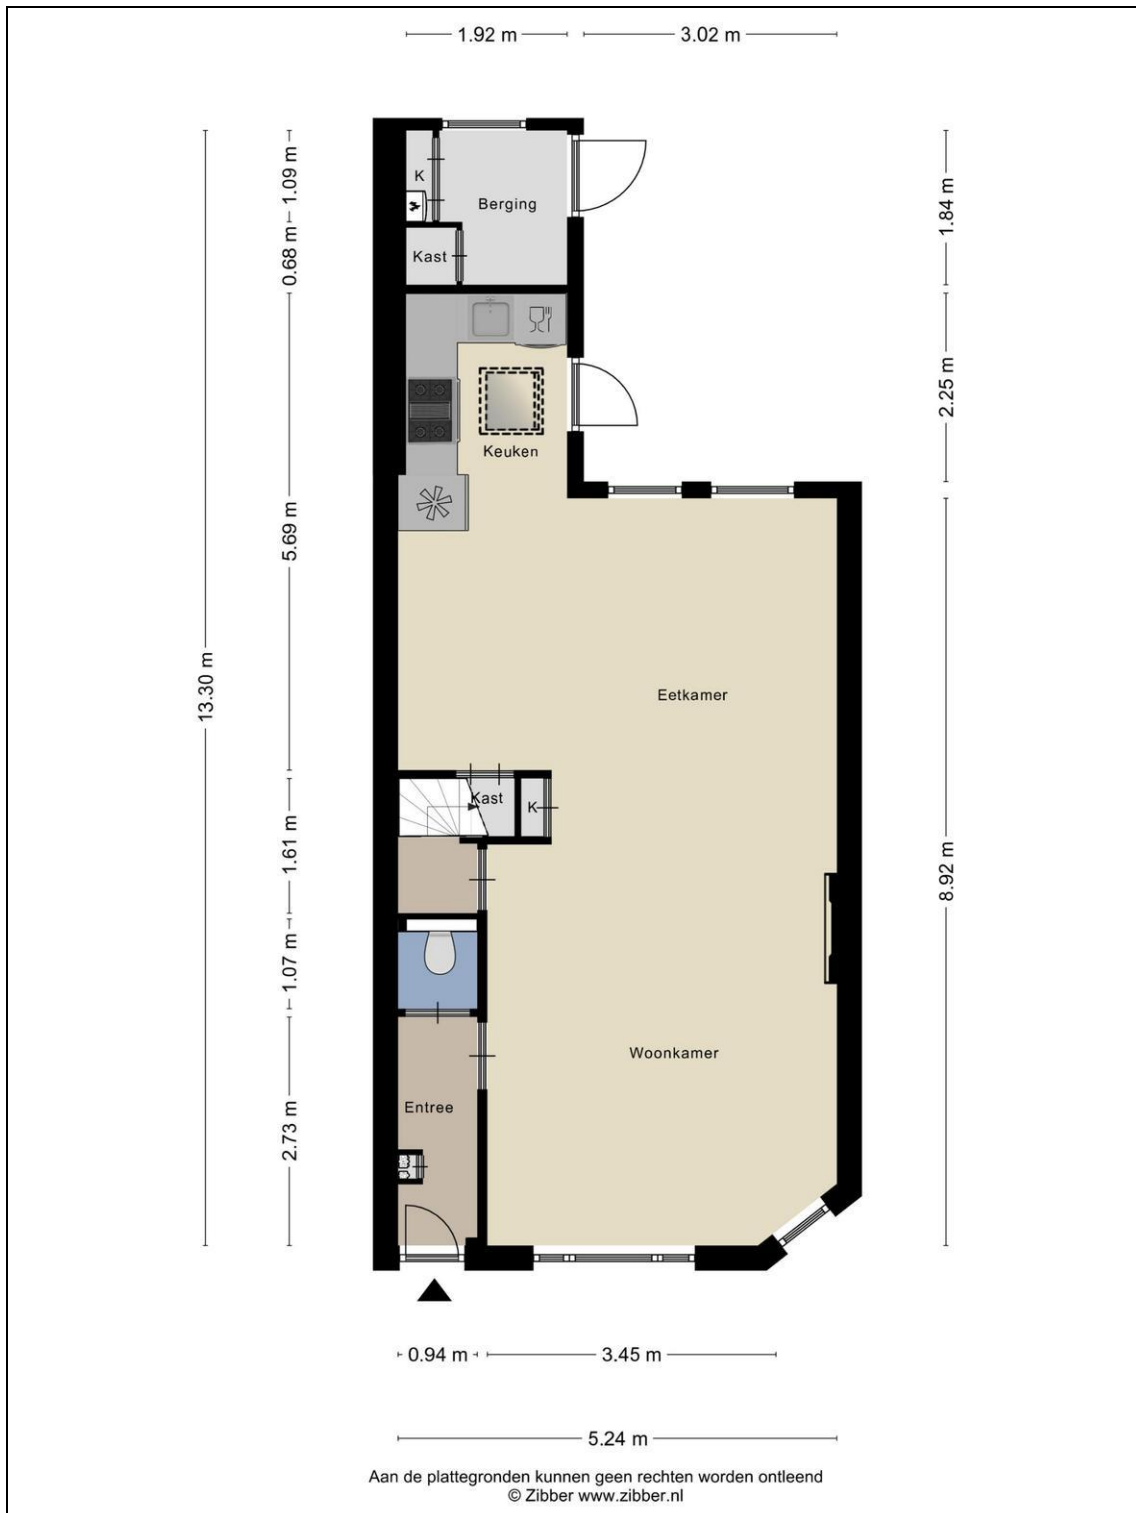 1.92 m
3.02 m
1.09 m
K
Berging
1.84 m
0.68 m
Kast
2.25 m
Keuken
5.69 m
13.30 m
Eetkamer
Kast
K
1.61 m
8.92 m
1.07 m
Woonkamer
Entree
2.73 m
0.94 m
3.45 m
5.24 m
Aan de plattegronden kunnen geen rechten worden ontleend
© Zibber www.zibber.nl